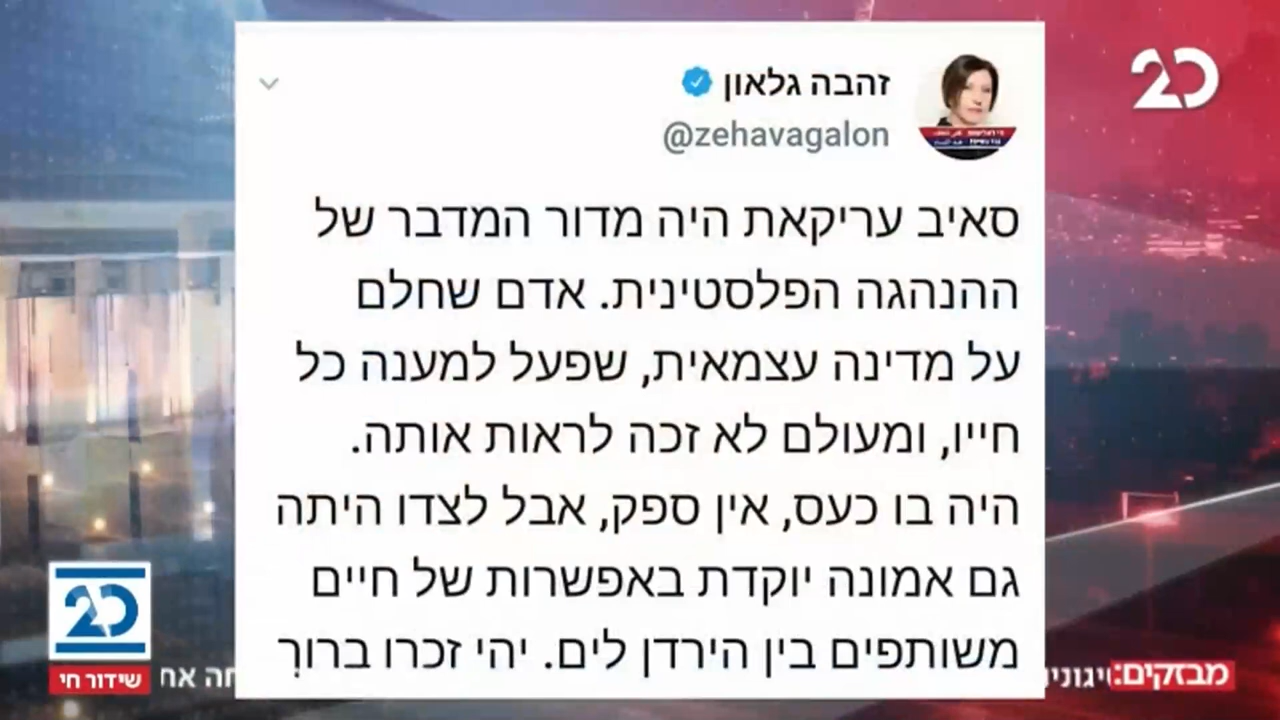 20
זהבה גלאון
@zehavagalon
סאיב עריקאת היה מדור המדבר של
ההנהגה הפלסטינית. אדם שחלם
על מדינה עצמאית, שפעל למענה כל
חייו, ומעולם לא זכה לראות אותה.
היה בו כעס, אין ספק, אבל לצדו היתה
גם אמונה יוקדת באפשרות של חיים
משותפים בין הירדן לים. יהי זכרו ברוך
20
שידור חי
מבזקים: